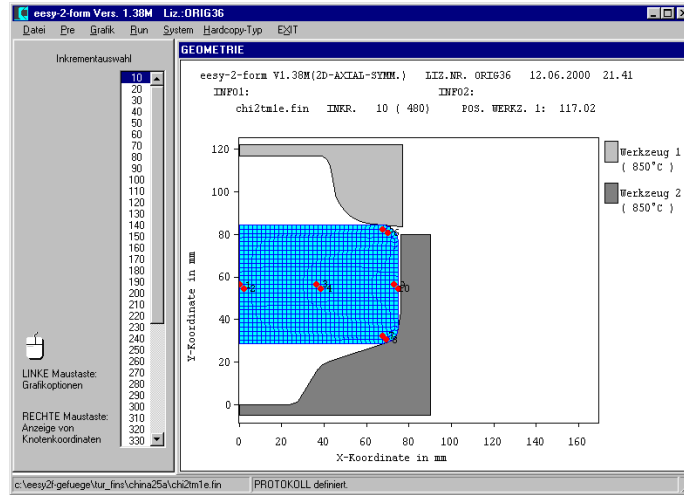 eesy-2-form Vers. 1.38M Liz.:ORIG36
Datei Pre Grafik Run System Hardcopy-Typ EXIT
Inkrementauswahl
10
20
30
40
50
60
70
80
90
100
110
120
130
140
150
160
170
180
190
200
210
220
230
240
250
260
270
280
290
300
310
320
330
LINKE Maustaste:
Grafikoptionen
RECHTE Maustaste:
Anzeige von
Knotenkoordinaten
GEOMETRIE
eesy-2-form V1.38M(2D-AXIAL-SYMM.) LIZ.NR. ORIG36 12.06.2000 21.41
INFO1: INFO2:
chi2tm1e.fin INKR. 10 ( 480) POS. WERKZ. 1: 117.02
120
100
80
60
40
20
0
Y-Koordinate in mm
0 20 40 60 80 100 120 140 160
X-Koordinate in mm
Werkzeug 1
( 850°C )
Werkzeug 2
( 850°C )
c:\eesy2f-gefuege\tur_fins\china25a\chi2tm1e.fin PROTOKOLL definiert.